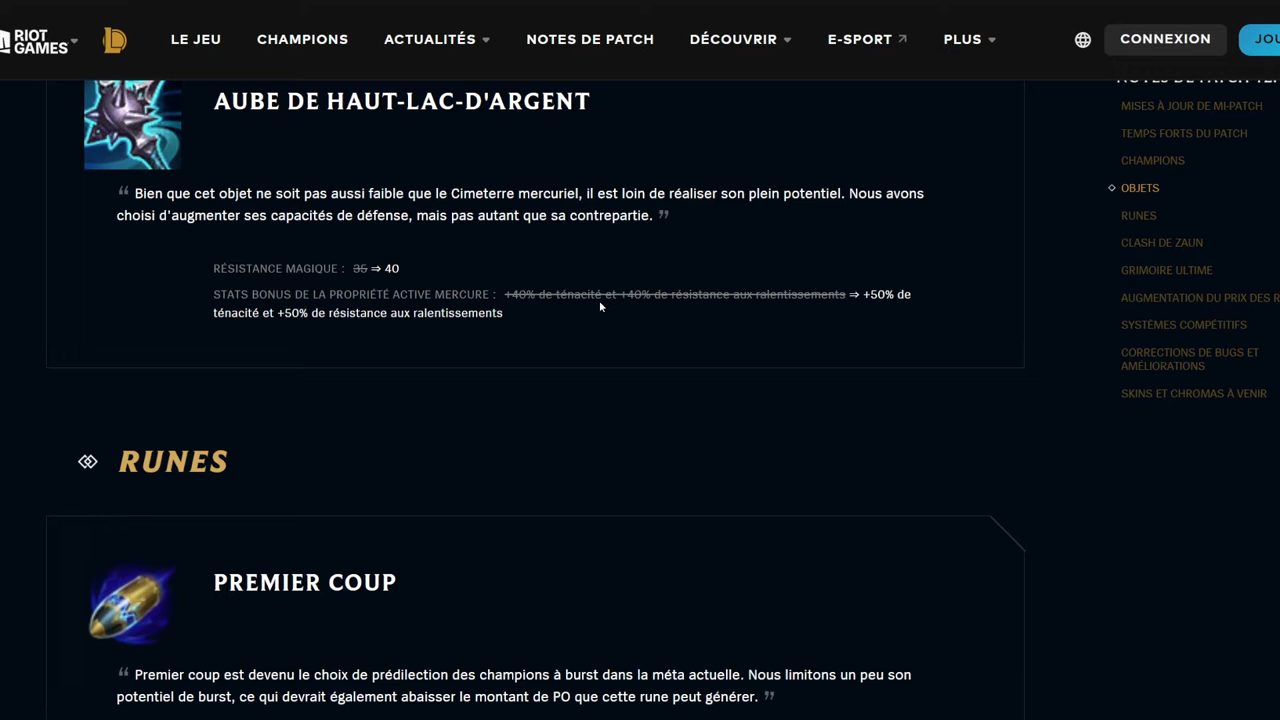 RIOT GAMES
LE JEU CHAMPIONS ACTUALITÉS NOTES DE PATCH DÉCOUVRIR E-SPORT PLUS CONNEXION
AUBE DE HAUT-LAC-D'ARGENT
“ Bien que cet objet ne soit pas aussi faible que le Cimeterre mercuriel, il est loin de réaliser son plein potentiel. Nous avons
choisi d'augmenter ses capacités de défense, mais pas autant que sa contrepartie. ”
RÉSISTANCE MAGIQUE : 35 ⇒ 40
STATS BONUS DE LA PROPRIÉTÉ ACTIVE MERCURE : +40% de ténacité et +40% de résistance aux ralentissements ⇒ +50% de
ténacité et +50% de résistance aux ralentissements
RUNES
PREMIER COUP
“ Premier coup est devenu le choix de prédilection des champions à burst dans la méta actuelle. Nous limitons un peu son
potentiel de burst, ce qui devrait également abaisser le montant de PO que cette rune peut générer. ”
NOTES DE PATCH
MISES À JOUR DE MI-PATCH
TEMPS FORTS DU PATCH
CHAMPIONS
OBJETS
RUNES
CLASH DE ZAUN
GRIMOIRE ULTIME
AUGMENTATION DU PRIX DES
SYSTÈMES COMPÉTITIFS
CORRECTIONS DE BUGS ET
AMÉLIORATIONS
SKINS ET CHROMAS À VENIR